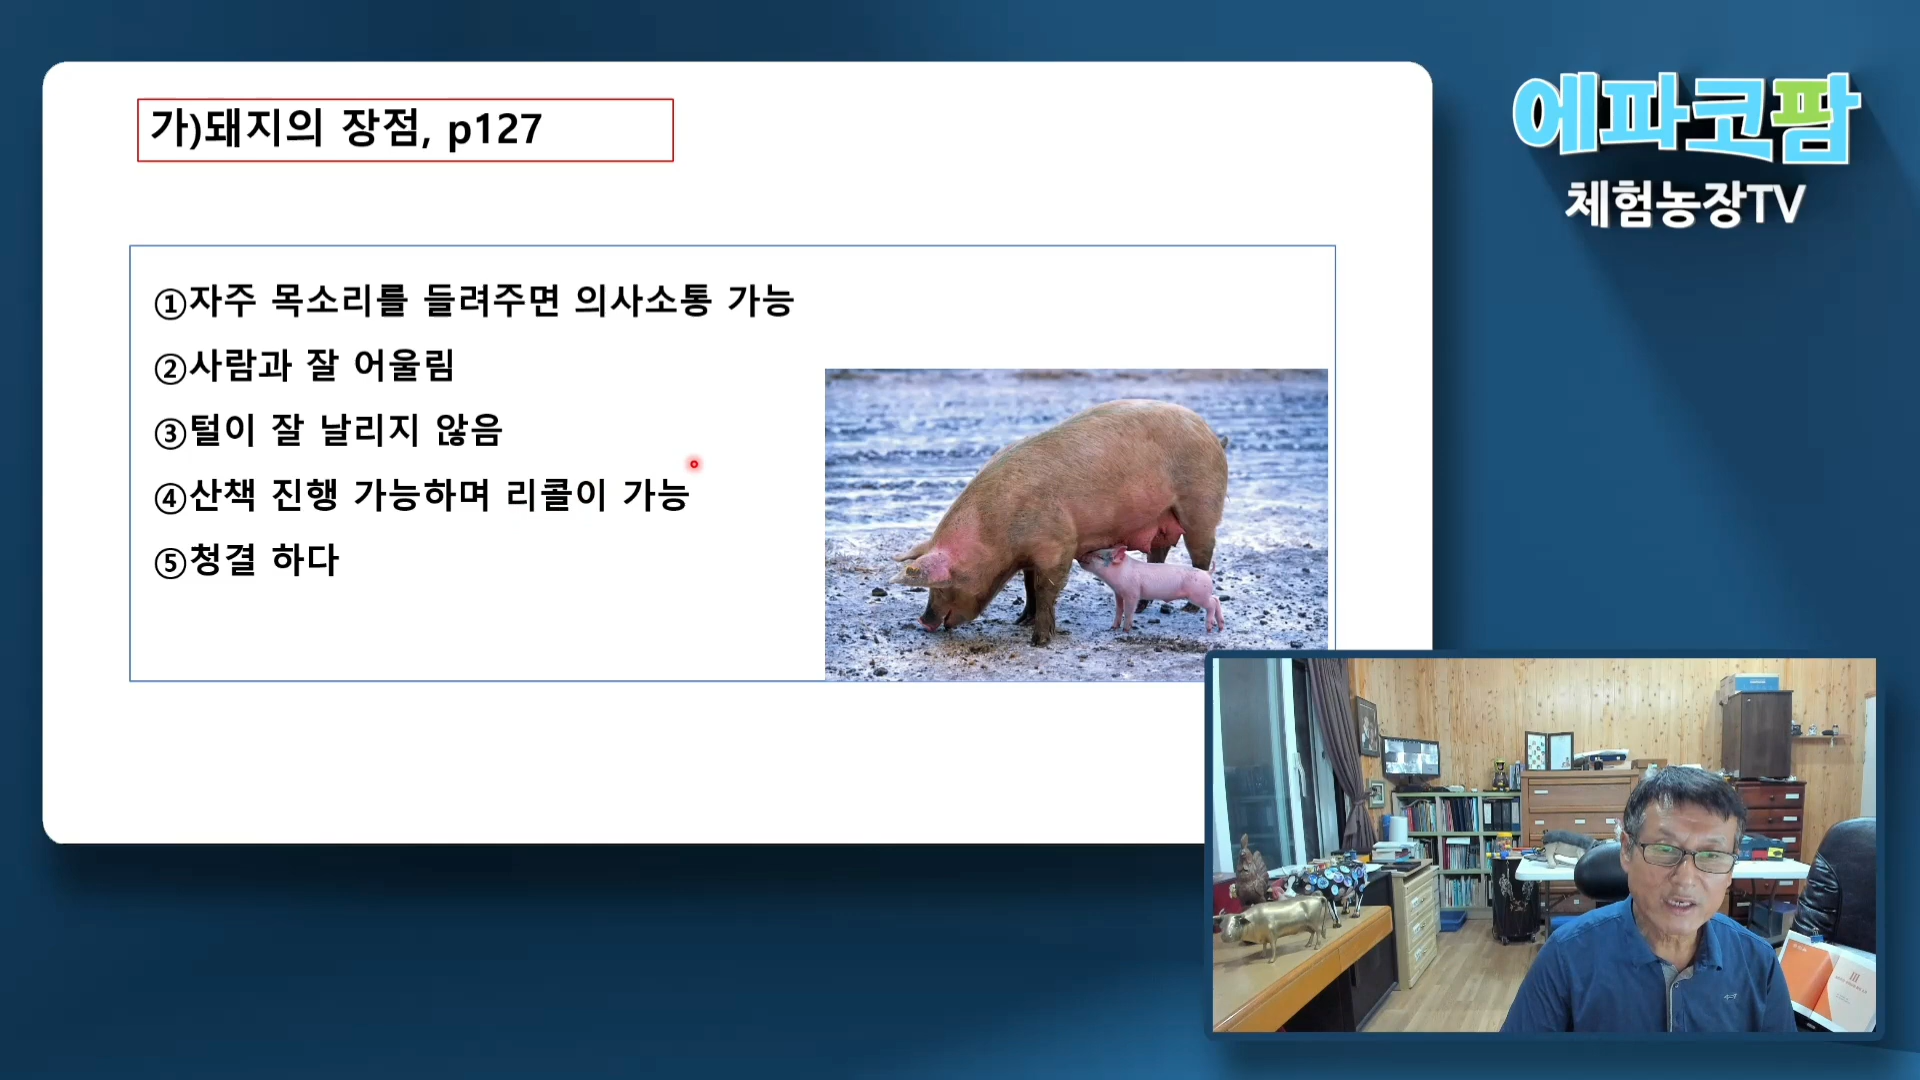 가)돼지의 장점, p127
①자주 목소리를 들려주면 의사소통 가능
②사람과 잘 어울림
③털이 잘 날리지 않음
④산책 진행 가능하며 리콜이 가능
⑤청결 하다
에파코팜
체험농장TV